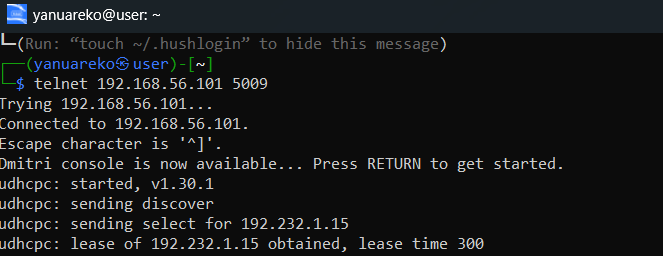 yanuareko@user: ~
└─(Run: “touch ~/.hushlogin” to hide this message)
┌──(yanuareko㉿user)-[~]
└─$ telnet 192.168.56.101 5009
Trying 192.168.56.101...
Connected to 192.168.56.101.
Escape character is '^]'.
Dmitri console is now available... Press RETURN to get started.
udhcpc: started, v1.30.1
udhcpc: sending discover
udhcpc: sending select for 192.232.1.15
udhcpc: lease of 192.232.1.15 obtained, lease time 300